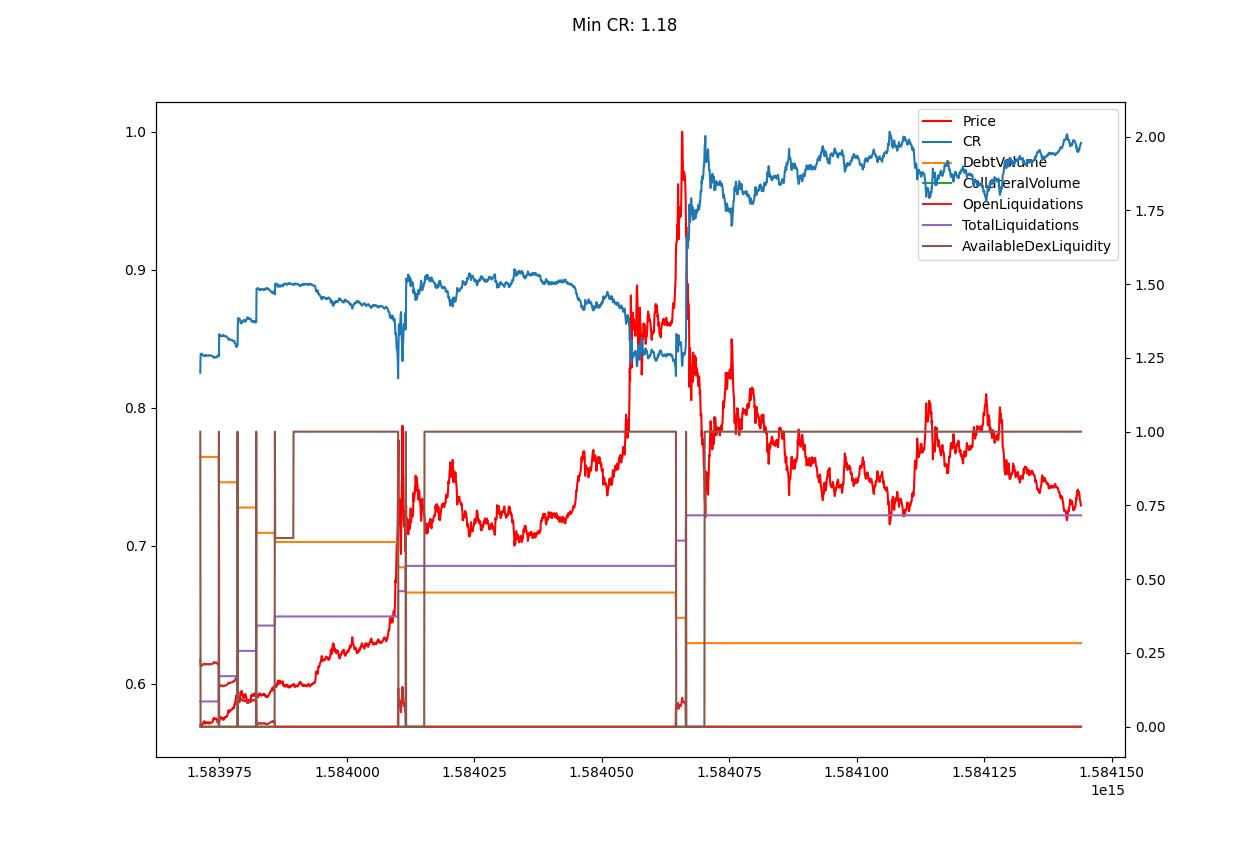 Min CR: 1.18
1.0
0.9
0.8
0.7
0.6
2.00
1.75
1.50
1.25
1.00
0.75
0.50
0.25
0.00
Price
CR
DebtVolume
CollateralVolume
OpenLiquidations
TotalLiquidations
AvailableDexLiquidity
1.583975 1.584000 1.584025 1.584050 1.584075 1.584100 1.584125 1.584150
1e15